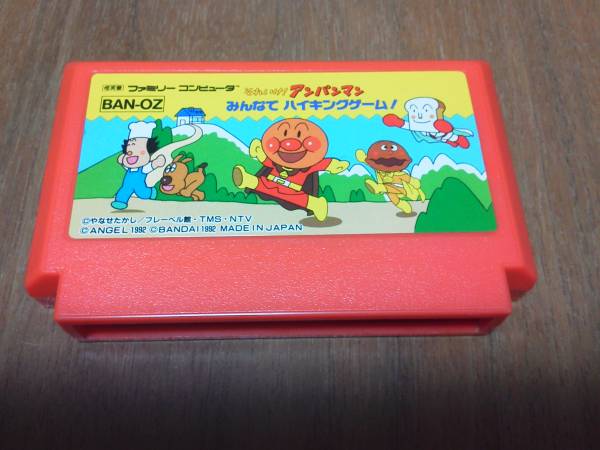 ファミリー コンピュータ
BAN-OZ
それいけ! アンパンマン
みんなで ハイキングゲーム!
©やなせたかし/フレーベル館・TMS・NTV
©ANGEL 1992 ©BANDAI 1992 MADE IN JAPAN